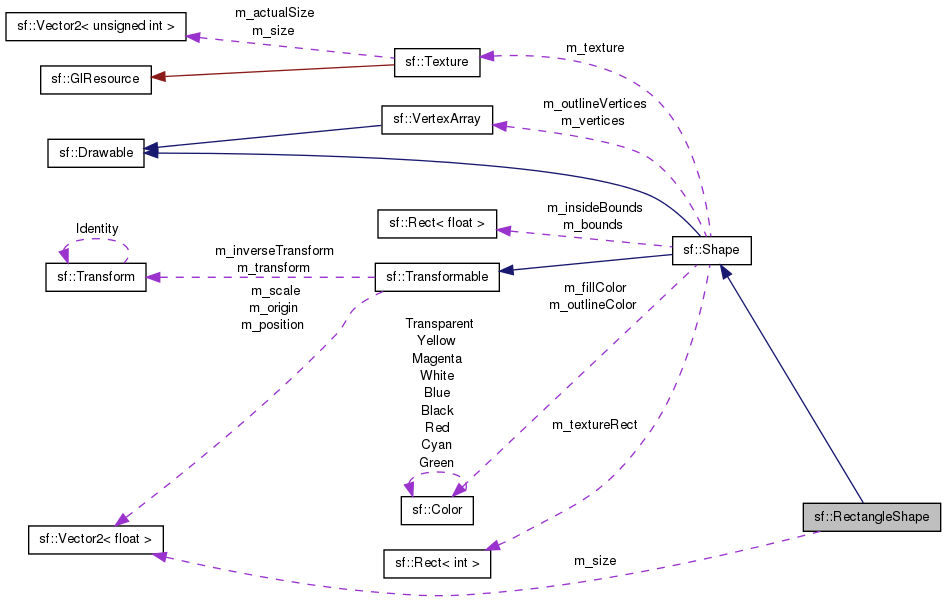 m_actualSize
m_size
sf::Vector2< unsigned int >
m_texture
sf::Texture
sf::GlResource
m_outlineVertices
m_vertices
sf::VertexArray
sf::Drawable
m_insideBounds
m_bounds
sf::Rect< float >
sf::Shape
Identity
m_inverseTransform
m_transform
sf::Transform
sf::Transformable
m_scale
m_origin
m_position
m_fillColor
m_outlineColor
Transparent
Yellow
Magenta
White
Blue
Black
Red
Cyan
Green
m_textureRect
sf::Color
sf::RectangleShape
sf::Vector2< float >
sf::Rect< int >
m_size